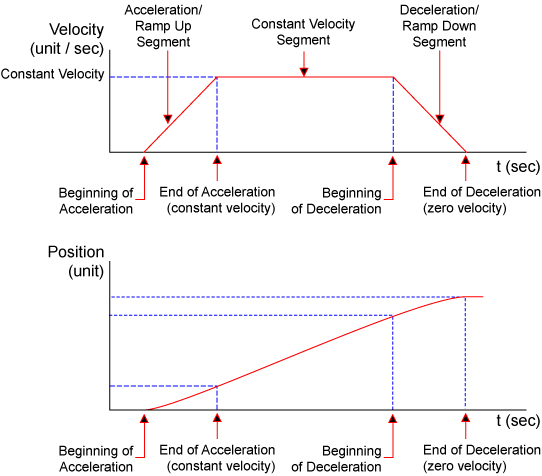 Velocity
(unit / sec)
Acceleration/
Ramp Up
Segment
Constant Velocity
Segment
Deceleration/
Ramp Down
Segment
Constant Velocity
t (sec)
Beginning of
Acceleration
End of Acceleration
(constant velocity)
Beginning
of Deceleration
End of Deceleration
(zero velocity)
Position
(unit)
t (sec)
Beginning of
Acceleration
End of Acceleration
(constant velocity)
Beginning
of Deceleration
End of Deceleration
(zero velocity)